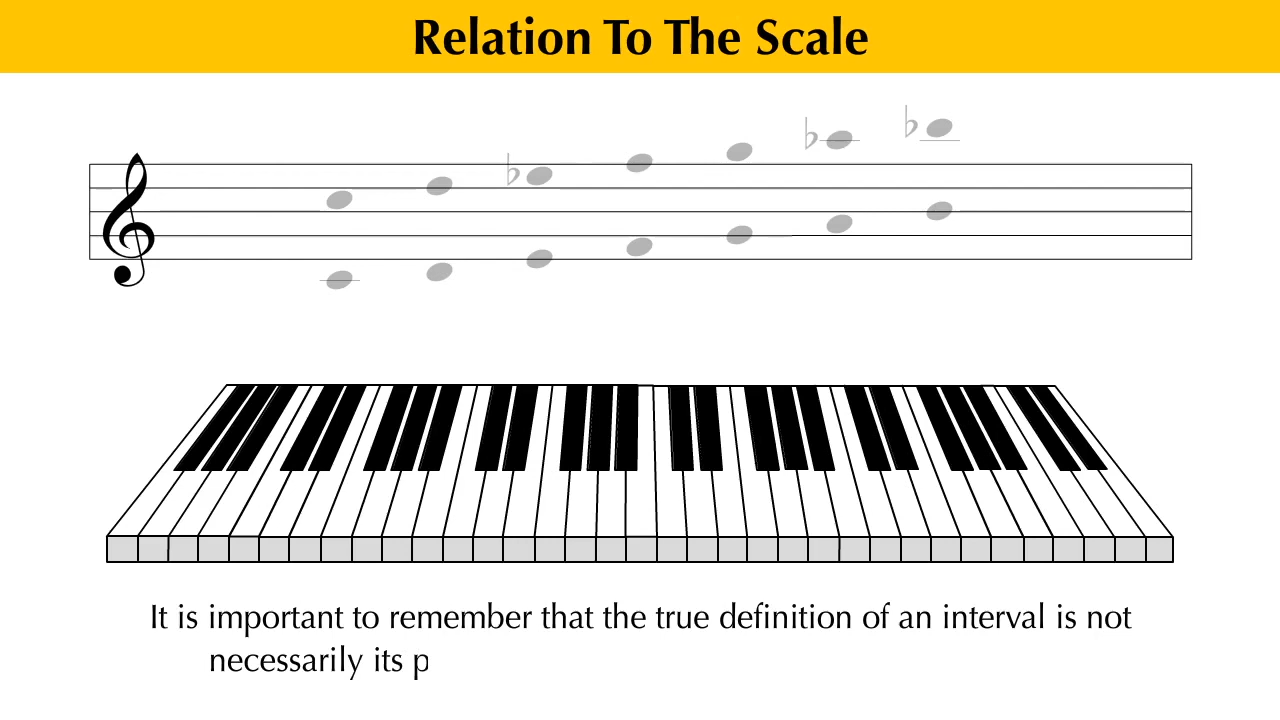 Relation To The Scale
It is important to remember that the true definition of an interval is not
necessarily its p